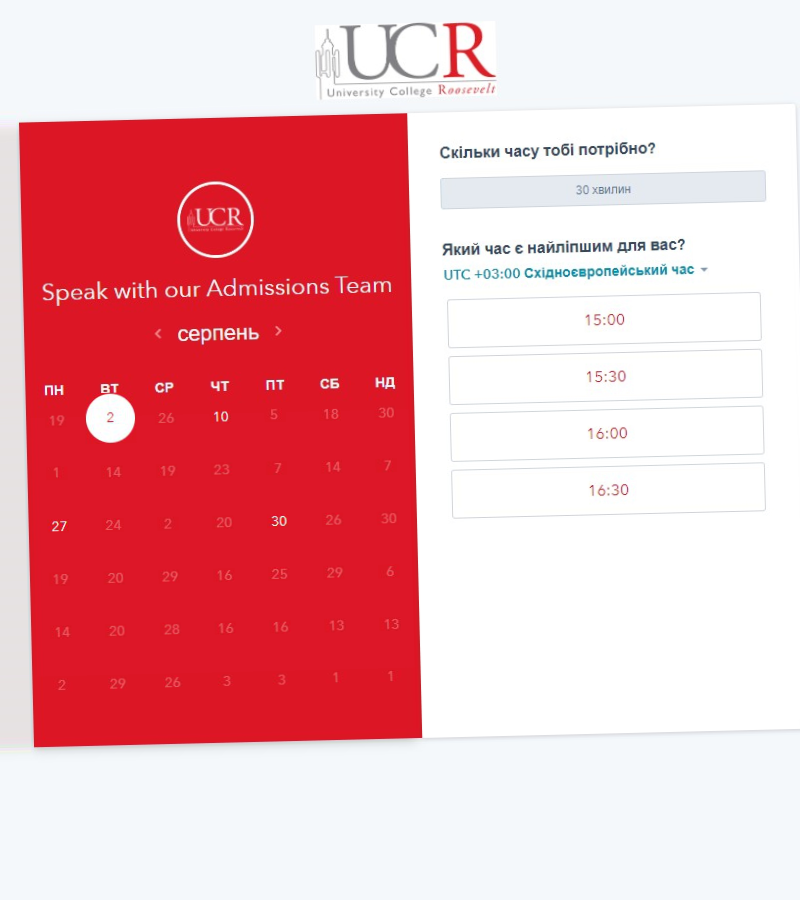 UCR
University College Roosevelt
UCR
Speak with our Admissions Team
серпень
ПН ВТ СР ЧТ ПТ СБ НД
19 2 26 10 5 18 30
1 14 19 23 7 14 7
27 24 2 20 30 26 30
19 20 29 16 25 29 6
14 20 28 16 16 13 13
2 29 26 3 3 1 1
Скільки часу тобі потрібно?
30 хвилин
Який час є найліпшим для вас?
UTC +03:00 Східноєвропейський час
15:00
15:30
16:00
16:30